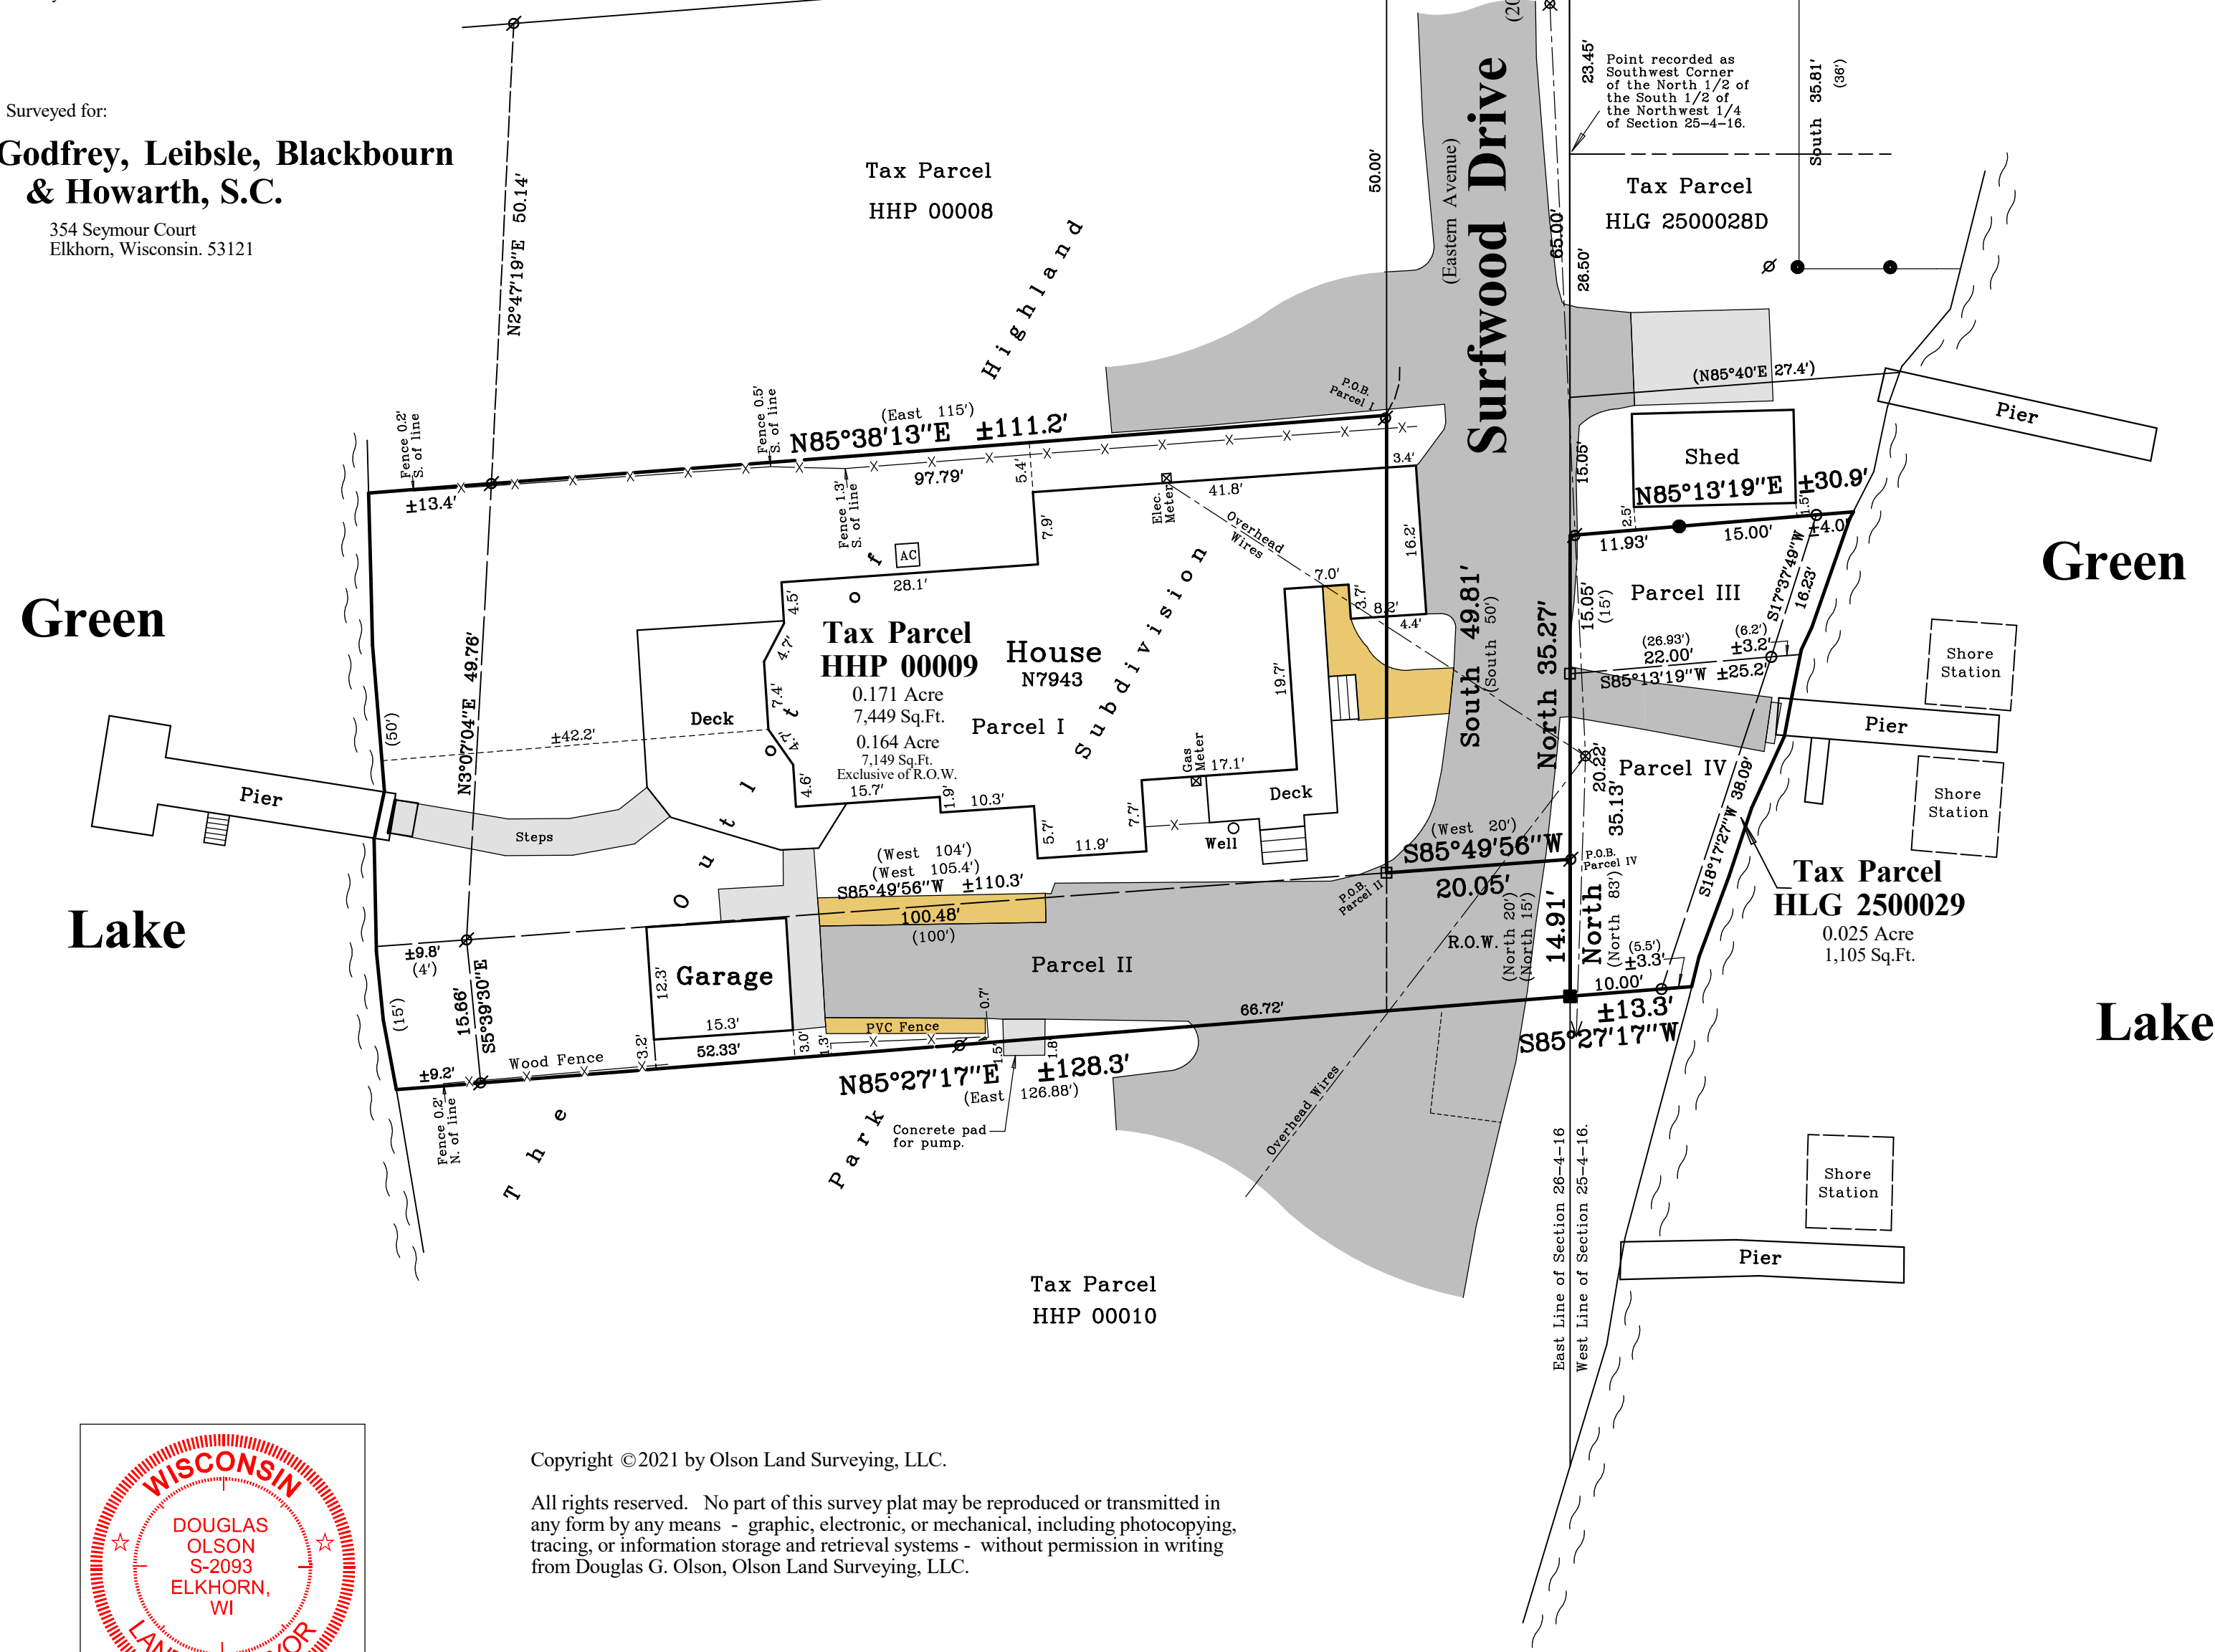 Surveyed for:
Godfrey, Leibsle, Blackbourn
& Howarth, S.C.
354 Seymour Court
Elkhorn, Wisconsin. 53121
N2°47'19"E 50.14'
Tax Parcel
HHP 00008
Highland
50.00'
Surfwood Drive
(Eastern Avenue)
23.45'
Point recorded as
Southwest Corner
of the North 1/2 of
the South 1/2 of
the Northwest 1/4
of Section 25-4-16.
South 35.81'
(36')
Tax Parcel
HLG 2500028D
65.00'
26.50'
(N85°40'E 27.4')
Pier
Fence 0.2'
S. of line
Fence 0.5'
S. of line
(East 115')
N85°38'13"E ±111.2'
P.O.B.
Parcel I
±13.4'
97.79'
Fence 1.3'
S. of line
5.4'
3.4'
41.8'
Elec.
Meter
Overhead
Wires
7.9'
16.2'
15.05'
Shed
N85°13'19"E ±30.9'
2.5'
1.5'
11.93'
15.00'
±4.0'
Green
Green
AC
28.1'
of
4.5'
4.7'
7.4'
4.7'
4.6'
Tax Parcel
HHP 00009
0.171 Acre
7,449 Sq.Ft.
0.164 Acre
7,149 Sq.Ft.
Exclusive of R.O.W.
House
N7943
Parcel I
Subdivision
7.0'
3.7'
8.2'
4.4'
19.7'
South 49.81'
(South 50')
North 35.27'
15.05'
(15')
Parcel III
S17°37'49"W
16.23'
(26.93')
22.00'
(6.2')
±3.2'
S85°13'19"W ±25.2'
Shore
Station
Pier
N3°07'04"E 49.76'
(50')
±42.2'
Deck
Pier
Steps
15.7'
1.9'
10.3'
5.7'
11.9'
7.7'
Gas
Meter
17.1'
Deck
Well
20.22'
Parcel IV
35.13'
S18°17'27"W 38.09'
Shore
Station
Outlot
(West 104')
(West 105.4')
S85°49'56"W ±110.3'
100.48'
(100')
P.O.B.
Parcel II
(West 20')
S85°49'56"W
20.05'
P.O.B.
Parcel IV
Tax Parcel
HLG 2500029
0.025 Acre
1,105 Sq.Ft.
Lake
Lake
±9.8'
(4')
15.66'
S5°39'30"E
(15')
Garage
12.3'
15.3'
Parcel II
R.O.W.
(North 20')
(North 15')
14.91'
North
(North 83')
(5.5')
±3.3'
10.00'
±13.3'
S85°27'17"W
66.72'
0.7'
PVC Fence
3.2'
52.33'
3.0'
1.3'
1.5'
1.8'
Wood Fence
±9.2'
Fence 0.2'
N. of line
N85°27'17"E ±128.3'
(East 126.88')
Concrete pad
for pump.
Overhead Wires
The
Park
East Line of Section 26-4-16
West Line of Section 25-4-16.
Shore
Station
Pier
Tax Parcel
HHP 00010
Copyright ©2021 by Olson Land Surveying, LLC.
All rights reserved. No part of this survey plat may be reproduced or transmitted in
any form by any means - graphic, electronic, or mechanical, including photocopying,
tracing, or information storage and retrieval systems - without permission in writing
from Douglas G. Olson, Olson Land Surveying, LLC.
WISCONSIN
DOUGLAS
OLSON
S-2093
ELKHORN,
WI